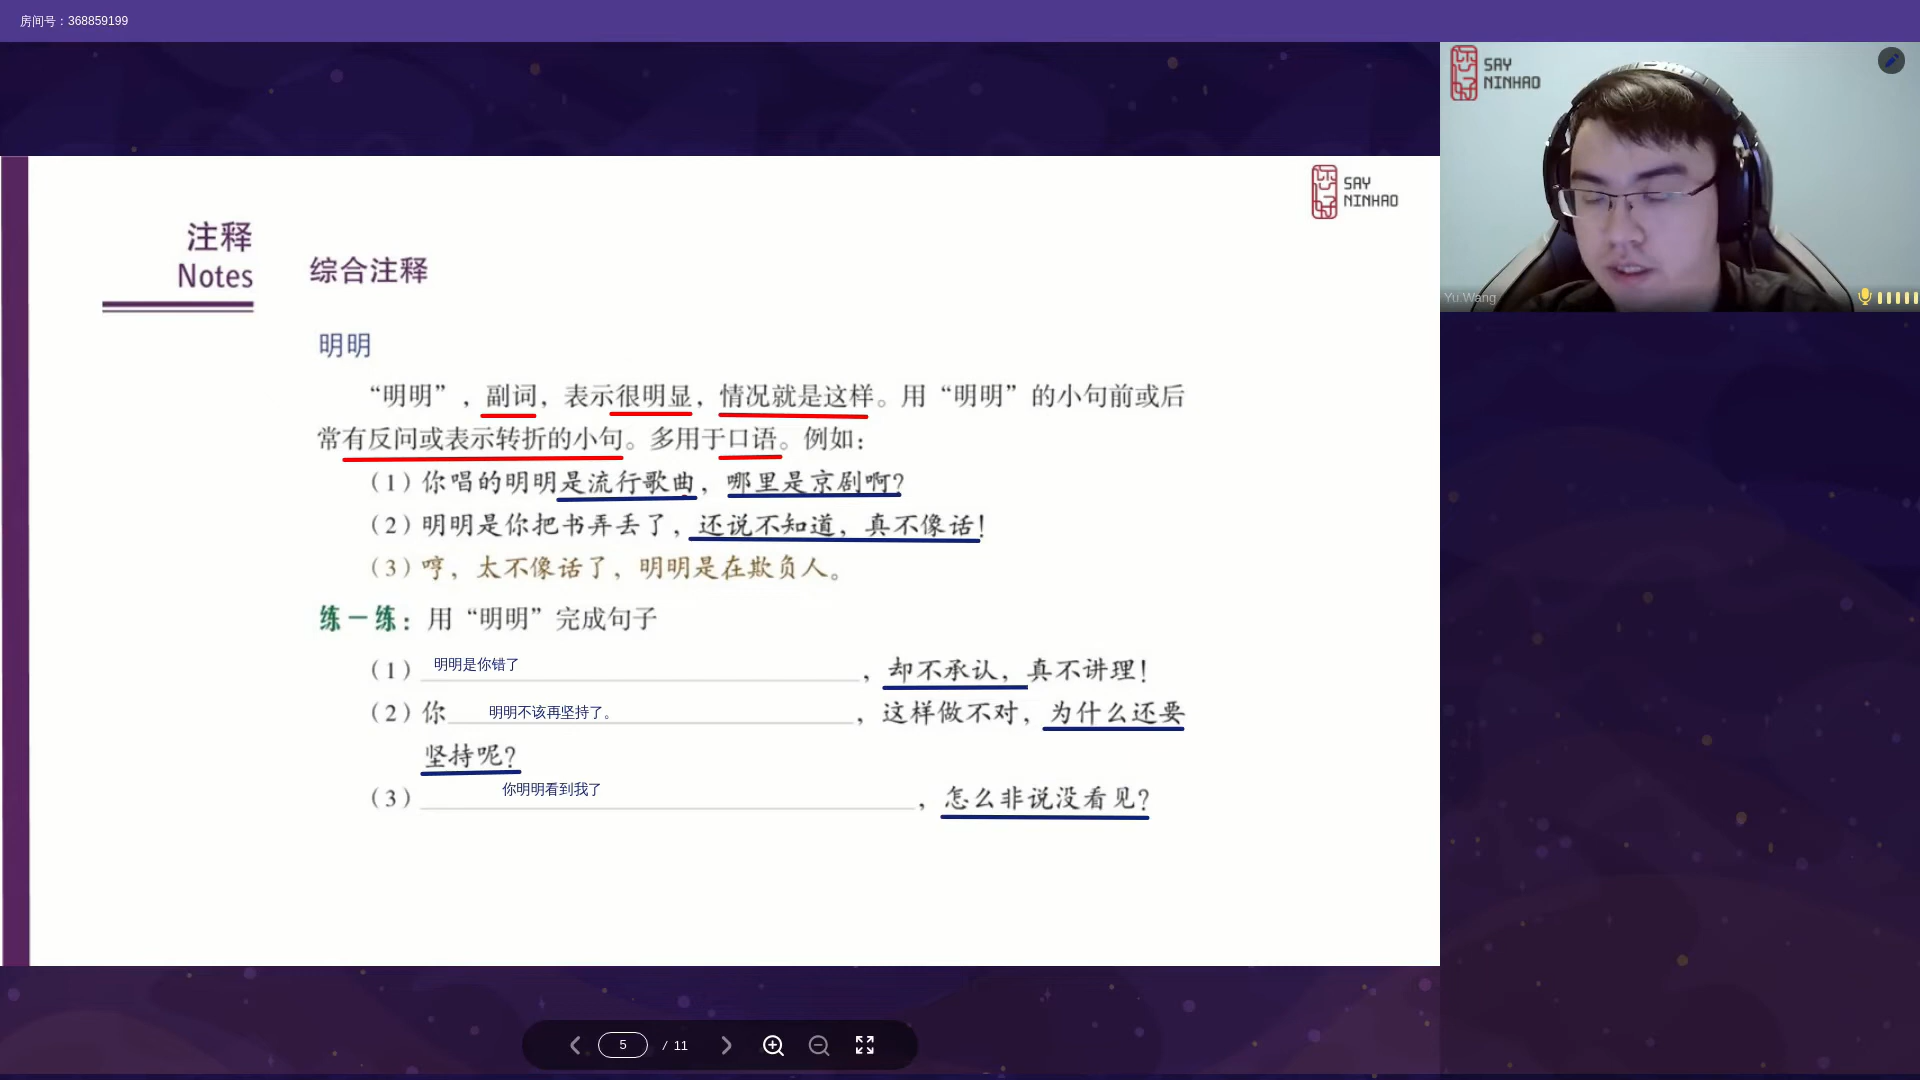 房间号：368859199
SAY
NINHAO
SAY
NINHAO
Yu Wang
注释
Notes
综合注释
明明
“明明”，副词，表示很明显，情况就是这样。用“明明”的小句前或后
常有反问或表示转折的小句。多用于口语。例如：
（1）你唱的明明是流行歌曲，哪里是京剧啊？
（2）明明是你把书弄丢了，还说不知道，真不像话！
（3）哼，太不像话了，明明是在欺负人。
练一练：用“明明”完成句子
（1）明明是你错了，却不承认，真不讲理！
（2）你明明不该再坚持了。，这样做不对，为什么还要
坚持呢？
（3）你明明看到我了，怎么非说没看见？
5 / 11